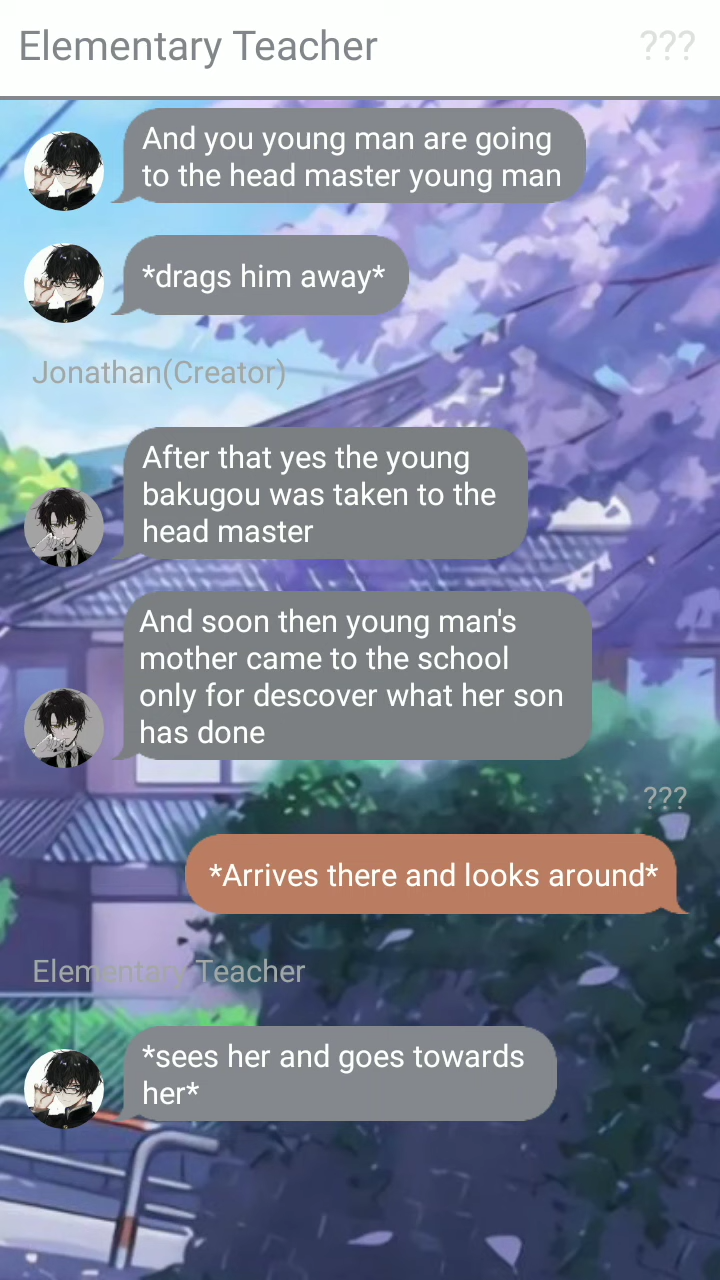 Elementary Teacher
???
And you young man are going
to the head master young man
*drags him away*
Jonathan(Creator)
After that yes the young
bakugou was taken to the
head master
And soon then young man's
mother came to the school
only for descover what her son
has done
???
*Arrives there and looks around*
Elementary Teacher
*sees her and goes towards
her*